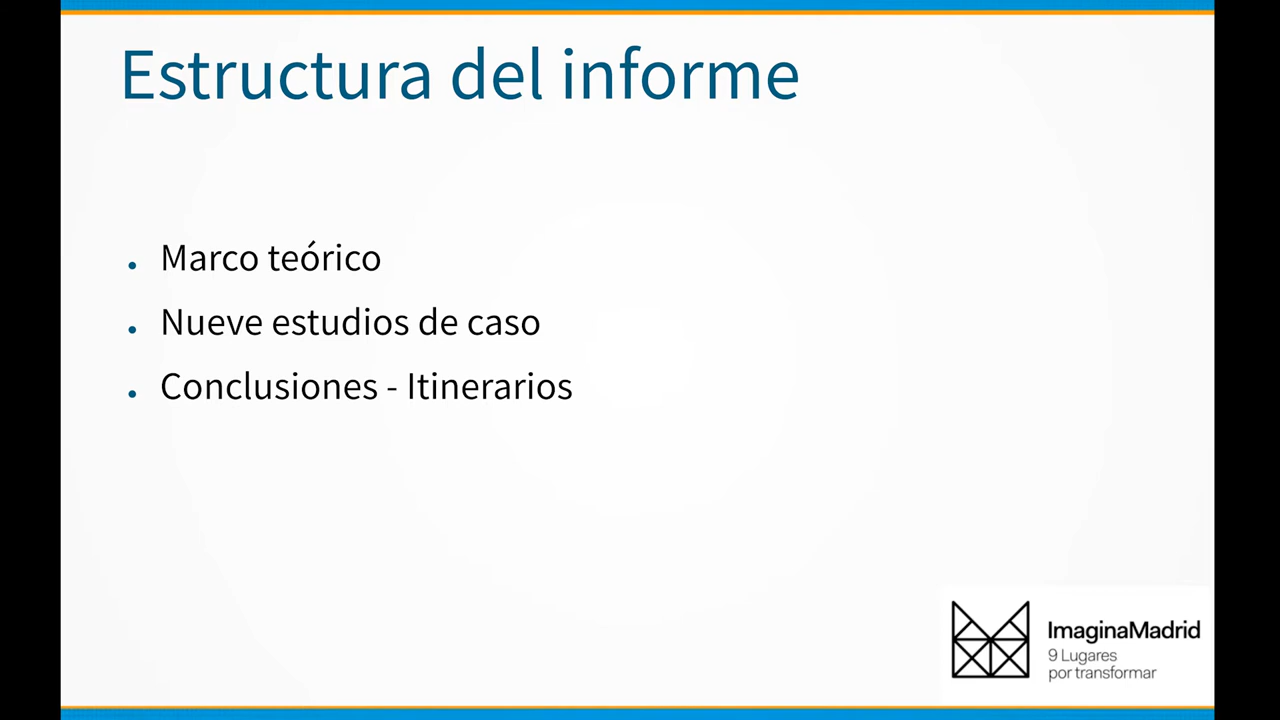 Estructura del informe
Marco teórico
Nueve estudios de caso
Conclusiones - Itinerarios
ImaginaMadrid
9 Lugares
por transformar